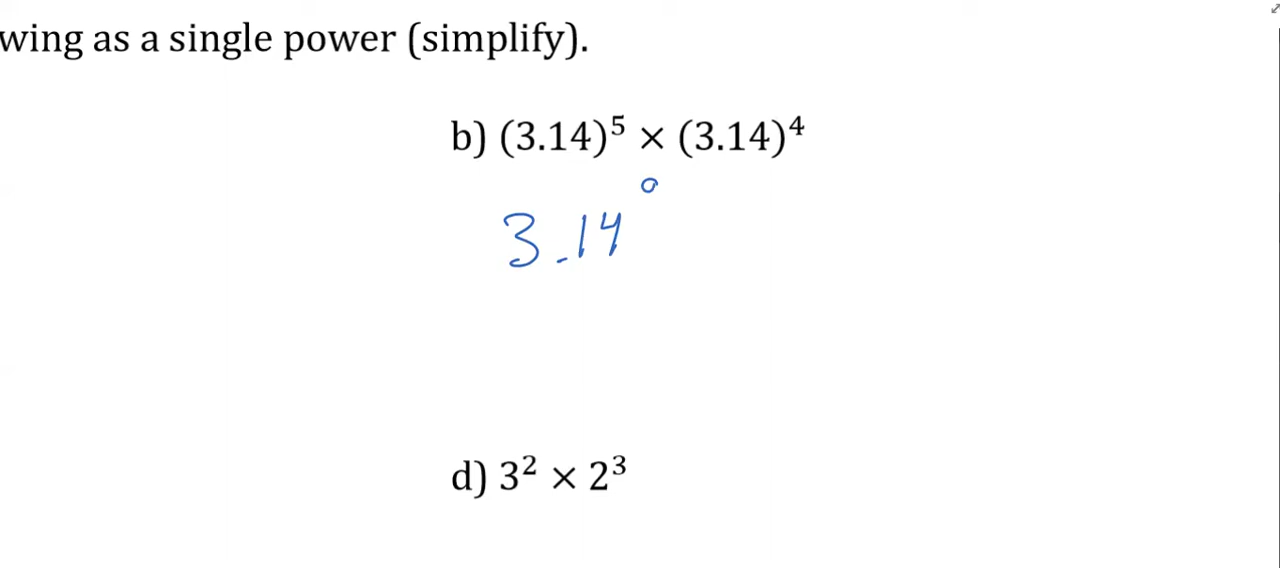 wing as a single power (simplify).
b) (3.14)⁵ × (3.14)⁴
3.14°
d) 3² × 2³